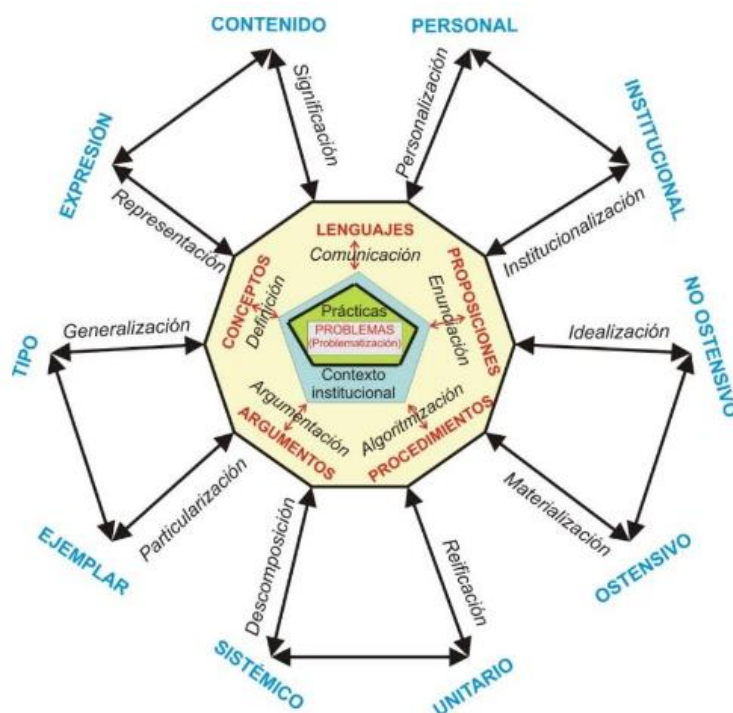 CONTENIDO
PERSONAL
Significación
Personalización
EXPRESIÓN
INSTITUCIONAL
Representación
Institucionalización
LENGUAJES
Comunicación
CONCEPTOS
Definición
PROPOSICIONES
Enunciación
Prácticas
PROBLEMAS
(Problematización)
Contexto
institucional
TIPO
Generalización
Idealización
NO OSTENSIVO
Argumentación
ARGUMENTOS
Algoritmización
PROCEDIMIENTOS
EJEMPLAR
Particularización
Materialización
OSTENSIVO
Descomposición
Reificación
SISTÉMICO
UNITARIO